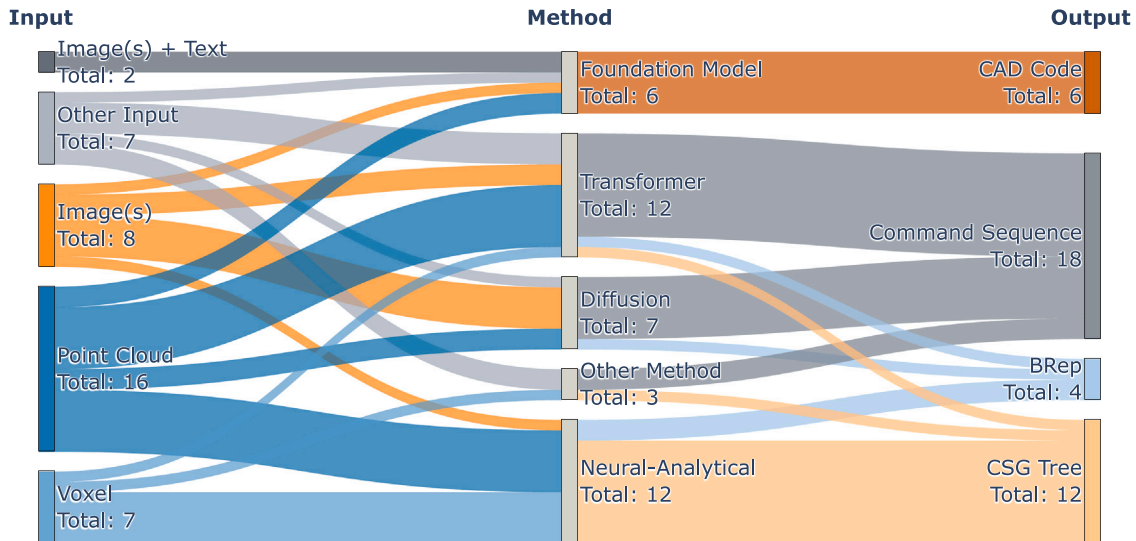 Input
Method
Output
Image(s) + Text
Total: 2
Other Input
Total: 7
Image(s)
Total: 8
Point Cloud
Total: 16
Voxel
Total: 7
Foundation Model
Total: 6
Transformer
Total: 12
Diffusion
Total: 7
Other Method
Total: 3
Neural-Analytical
Total: 12
CAD Code
Total: 6
Command Sequence
Total: 18
BRep
Total: 4
CSG Tree
Total: 12